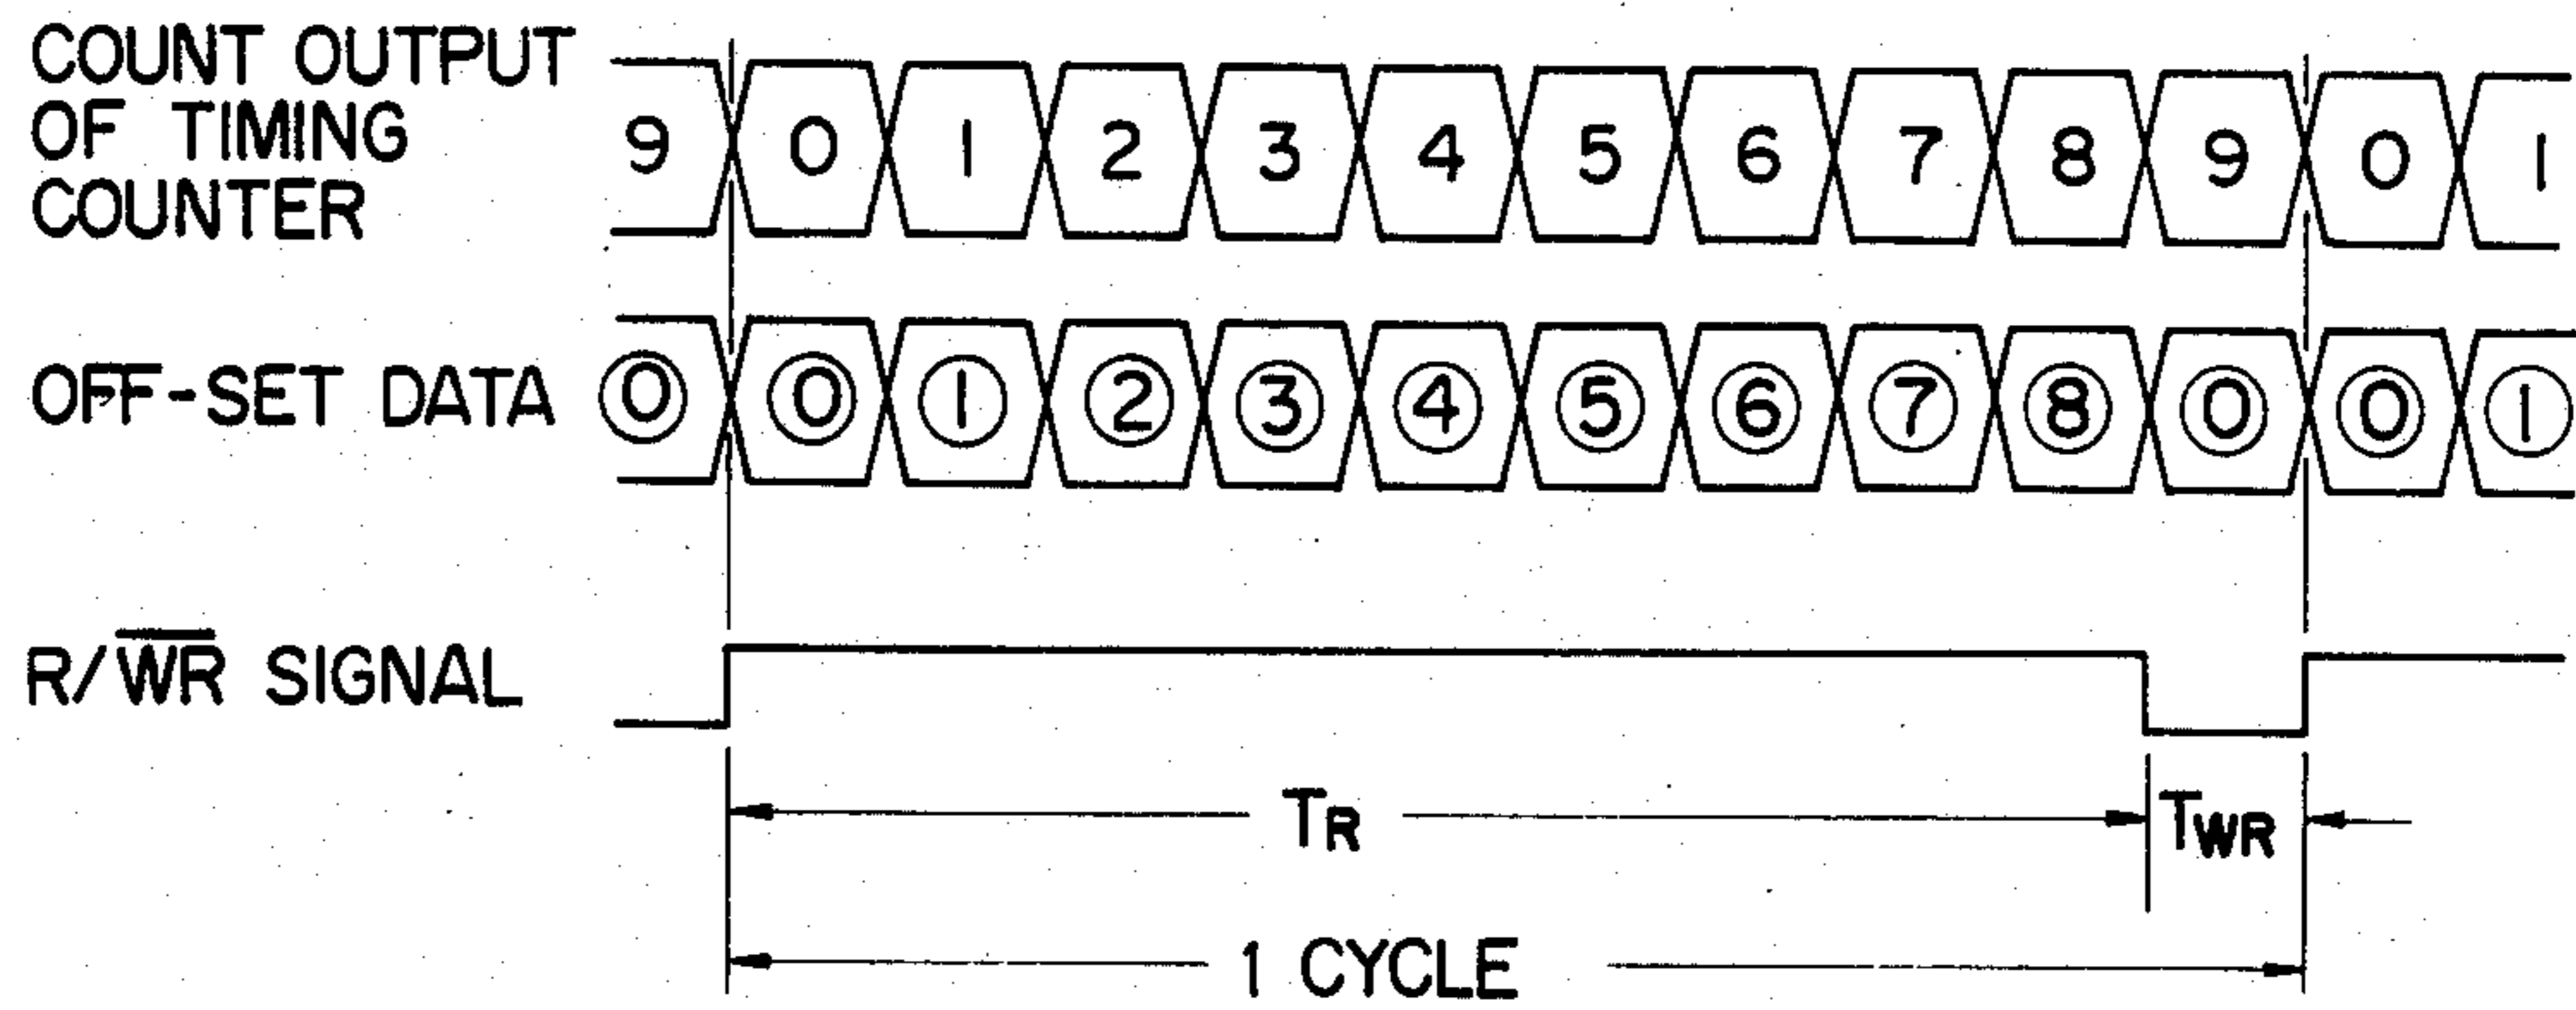 COUNT OUTPUT
OF TIMING
COUNTER
9 0 1 2 3 4 5 6 7 8 9 0 1
OFF-SET DATA ⓪ ⓪ ① ② ③ ④ ⑤ ⑥ ⑦ ⑧ ⓪ ⓪ ①
R/W̅R̅ SIGNAL
TR TWR
1 CYCLE